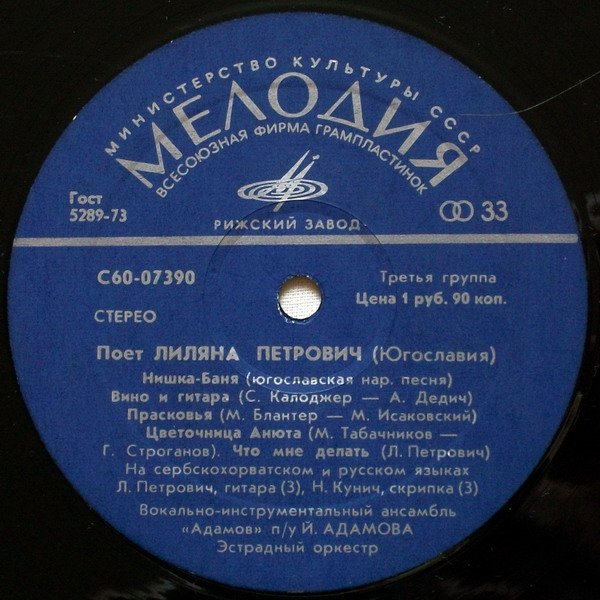 МИНИСТЕРСТВО КУЛЬТУРЫ СССР
МЕЛОДИЯ
ВСЕСОЮЗНАЯ ФИРМА ГРАМПЛАСТИНОК
Гост
5289-73
33
РИЖСКИЙ ЗАВОД
С60-07390
Третья группа
Цена 1 руб. 90 коп.
СТЕРЕО
Поет ЛИЛЯНА ПЕТРОВИЧ (Югославия)
Нишка-Баня (югославская нар. песня)
Вино и гитара (С. Калоджер — А. Дедич)
Прасковья (М. Блантер — М. Исаковский)
Цветочница Анюта (М. Табачников —
Г. Строганов). Что мне делать (Л. Петрович)
На сербскохорватском и русском языках
Л. Петрович, гитара (3), Н. Кунич, скрипка (3)
Вокально-инструментальный ансамбль
«Адамов» п/у Й. АДАМОВА
Эстрадный оркестр